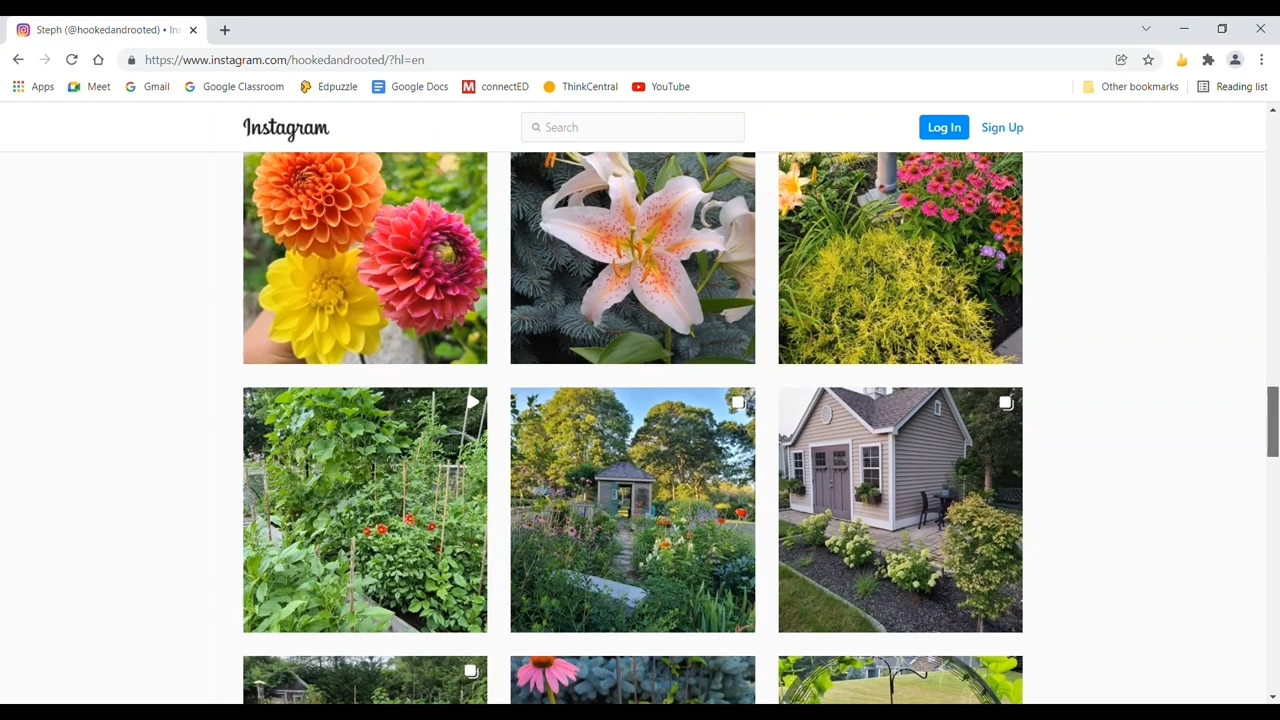 Steph (@hookedandrooted) • Ins
https://www.instagram.com/hookedandrooted/?hl=en
Apps Meet Gmail Google Classroom Edpuzzle Google Docs connectED ThinkCentral YouTube Other bookmarks Reading list
Instagram Search Log In Sign Up